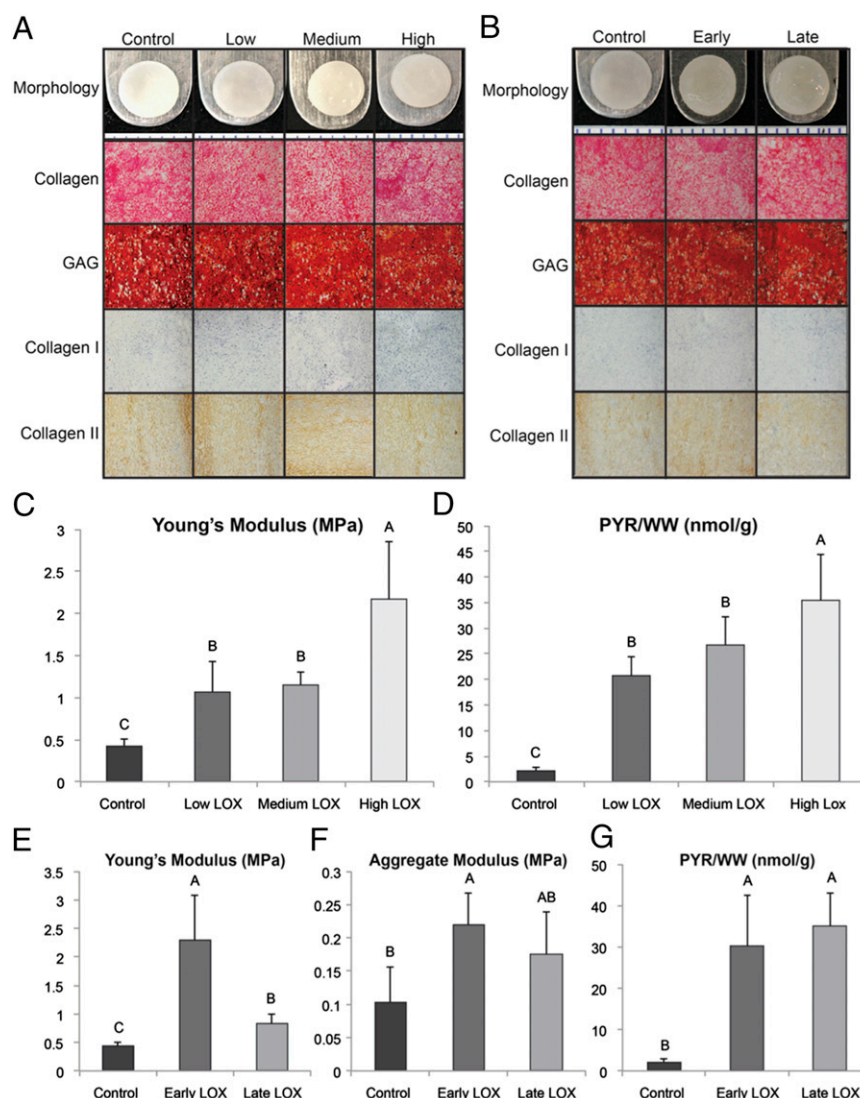 A
Control Low Medium High
Morphology
Collagen
GAG
Collagen I
Collagen II
B
Control Early Late
Morphology
Collagen
GAG
Collagen I
Collagen II
C
Young's Modulus (MPa)
3
2.5
2
1.5
1
0.5
0
C
B
B
A
Control Low LOX Medium LOX High LOX
D
PYR/WW (nmol/g)
50
45
40
35
30
25
20
15
10
5
0
C
B
B
A
Control Low LOX Medium LOX High Lox
E
Young's Modulus (MPa)
3.5
3
2.5
2
1.5
1
0.5
0
C
A
B
Control Early LOX Late LOX
F
Aggregate Modulus (MPa)
0.3
0.25
0.2
0.15
0.1
0.05
0
B
A
AB
Control Early LOX Late LOX
G
PYR/WW (nmol/g)
50
40
30
20
10
0
B
A
A
Control Early LOX Late LOX